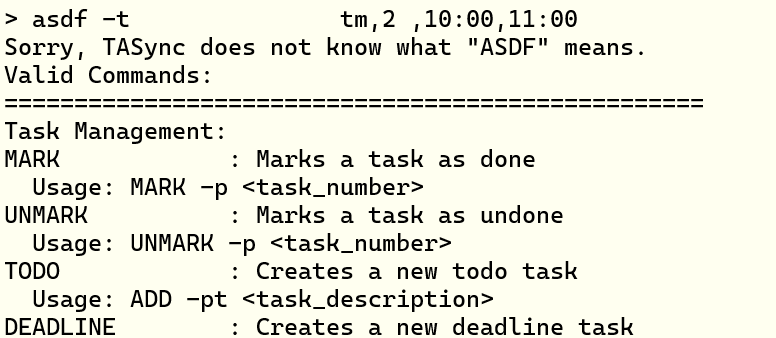 > asdf -t               tm,2 ,10:00,11:00
Sorry, TASync does not know what "ASDF" means.
Valid Commands:
==================================================
Task Management:
MARK            : Marks a task as done
  Usage: MARK -p <task_number>
UNMARK          : Marks a task as undone
  Usage: UNMARK -p <task_number>
TODO            : Creates a new todo task
  Usage: ADD -pt <task_description>
DEADLINE        : Creates a new deadline task